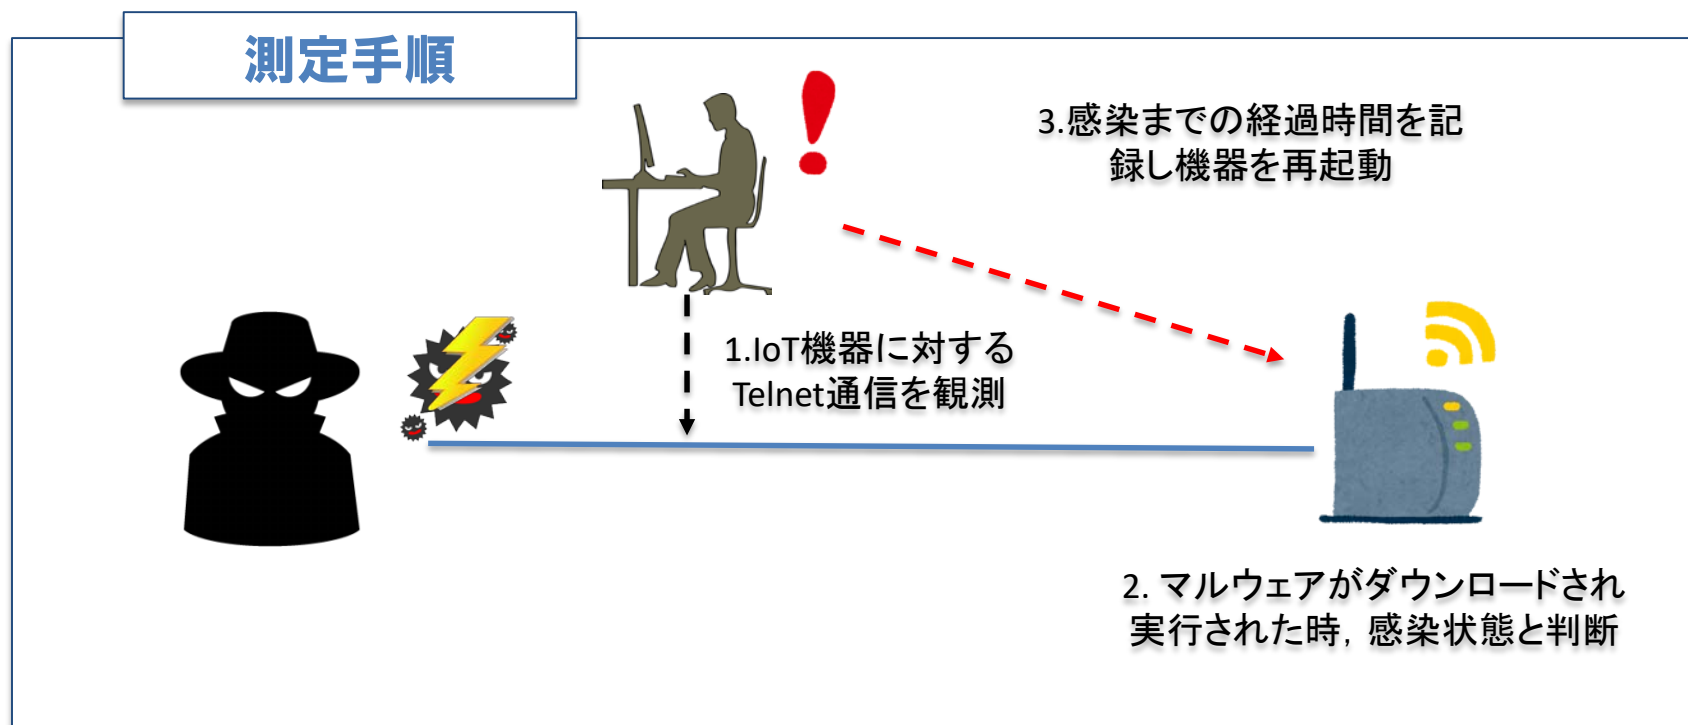 測定手順
3.感染までの経過時間を記
録し機器を再起動
1.IoT機器に対する
Telnet通信を観測
2. マルウェアがダウンロードされ
実行された時，感染状態と判断